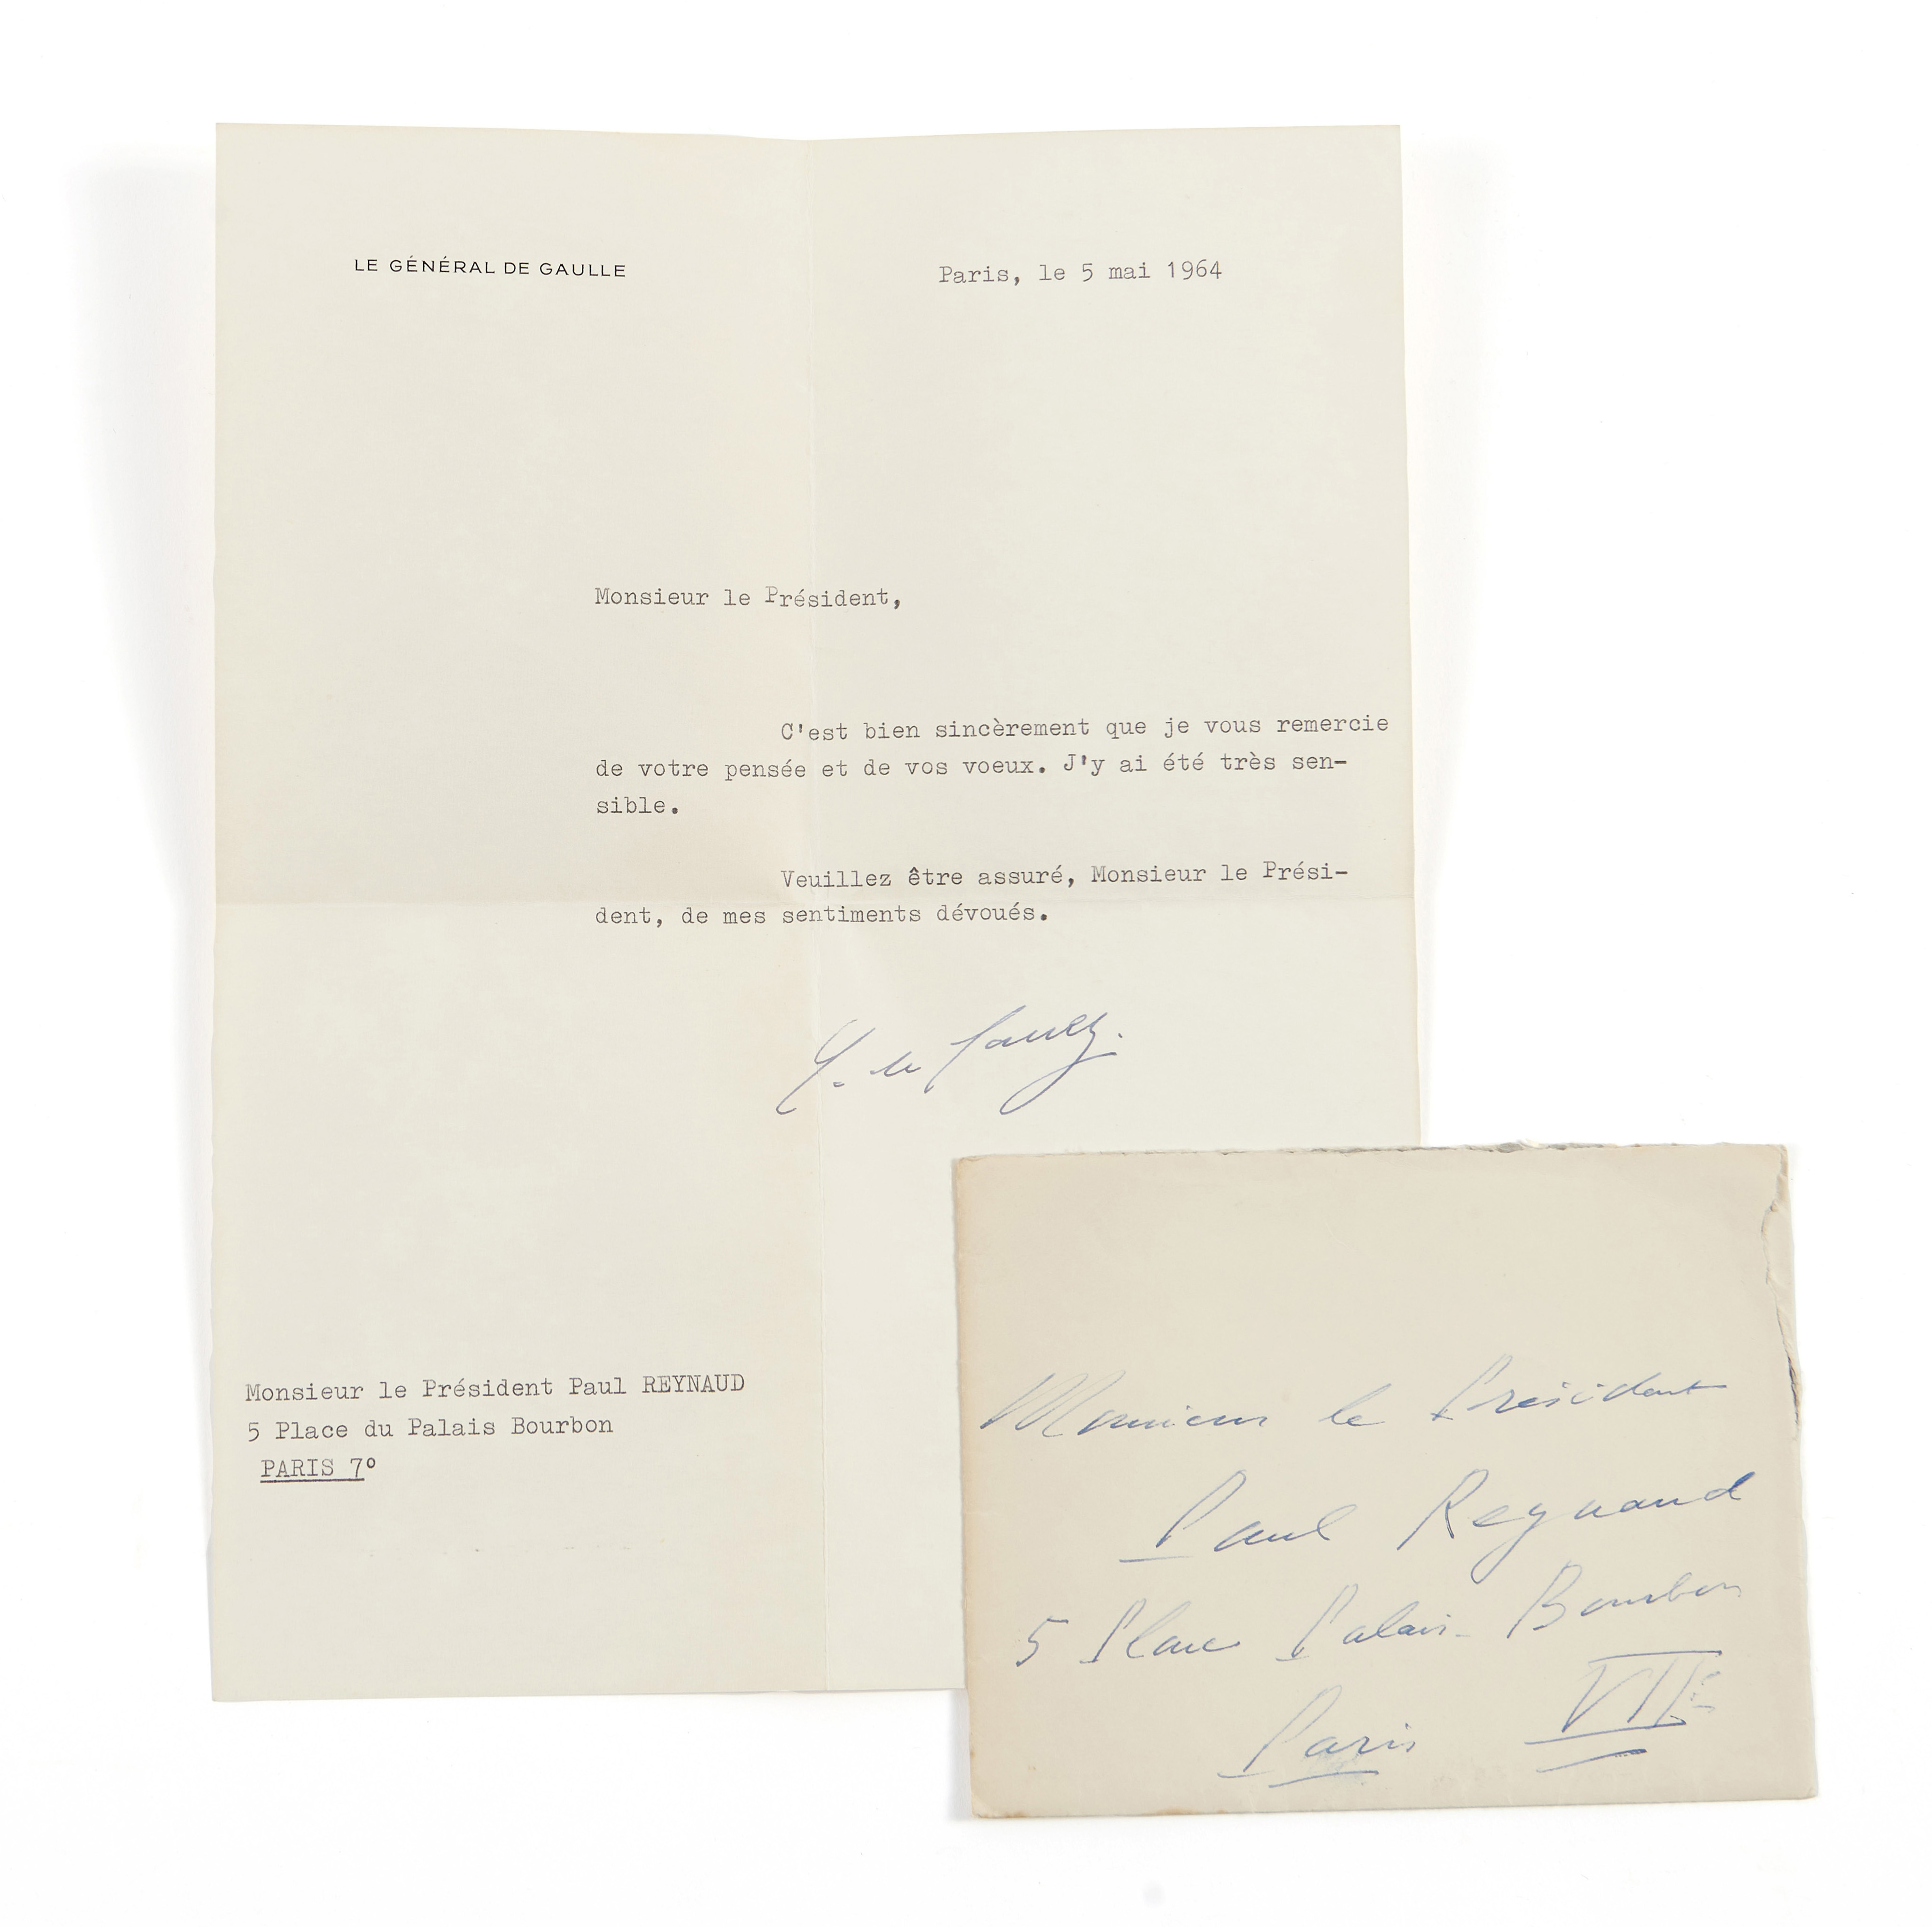 LE GÉNÉRAL DE GAULLE
Paris, le 5 mai 1964
Monsieur le Président,
C'est bien sincèrement que je vous remercie
de votre pensée et de vos voeux. J'y ai été très sen-
sible.
Veuillez être assuré, Monsieur le Prési-
dent, de mes sentiments dévoués.
C. de Gaulle.
Monsieur le Président Paul REYNAUD
5 Place du Palais Bourbon
PARIS 7º
Monsieur le Président
Paul Reynaud
5 Place Palais-Bourbon
Paris VIIe